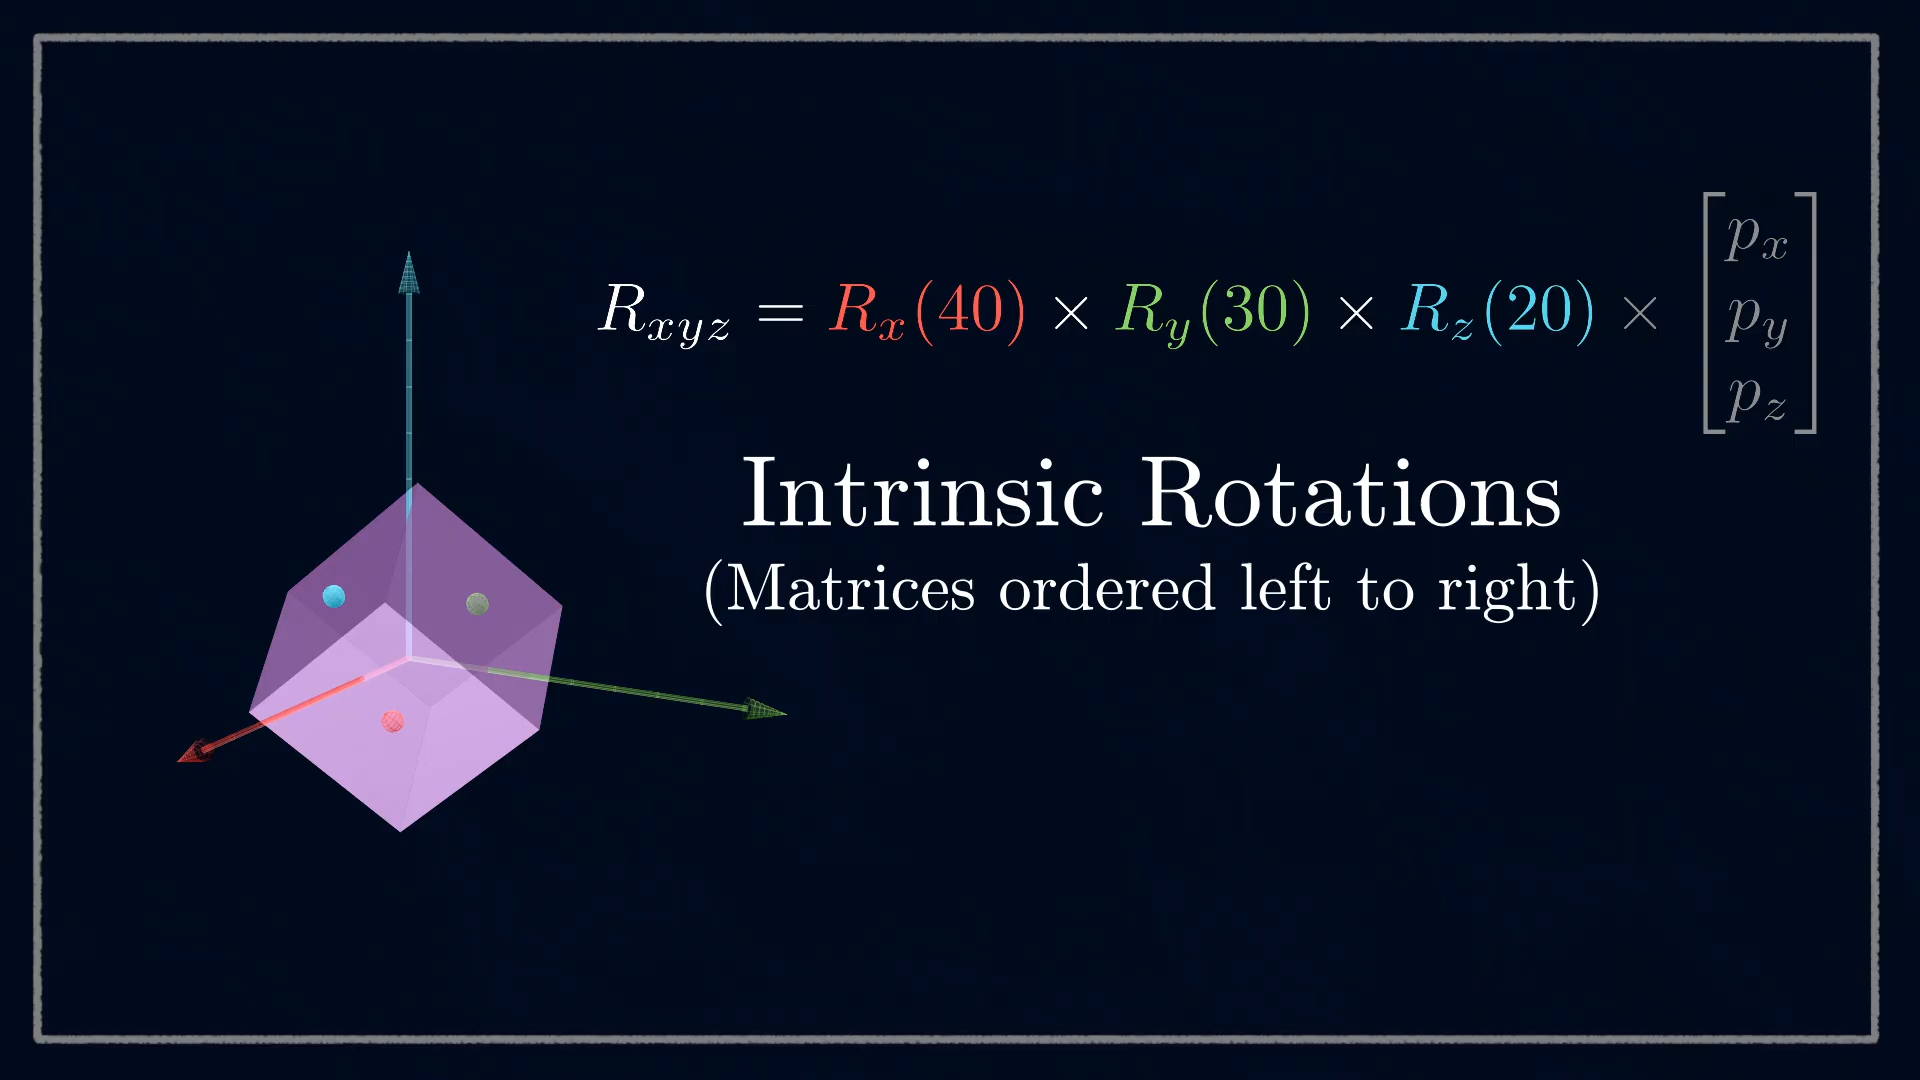 R_xyz = R_x(40) × R_y(30) × R_z(20) × [p_x p_y p_z]
Intrinsic Rotations
(Matrices ordered left to right)